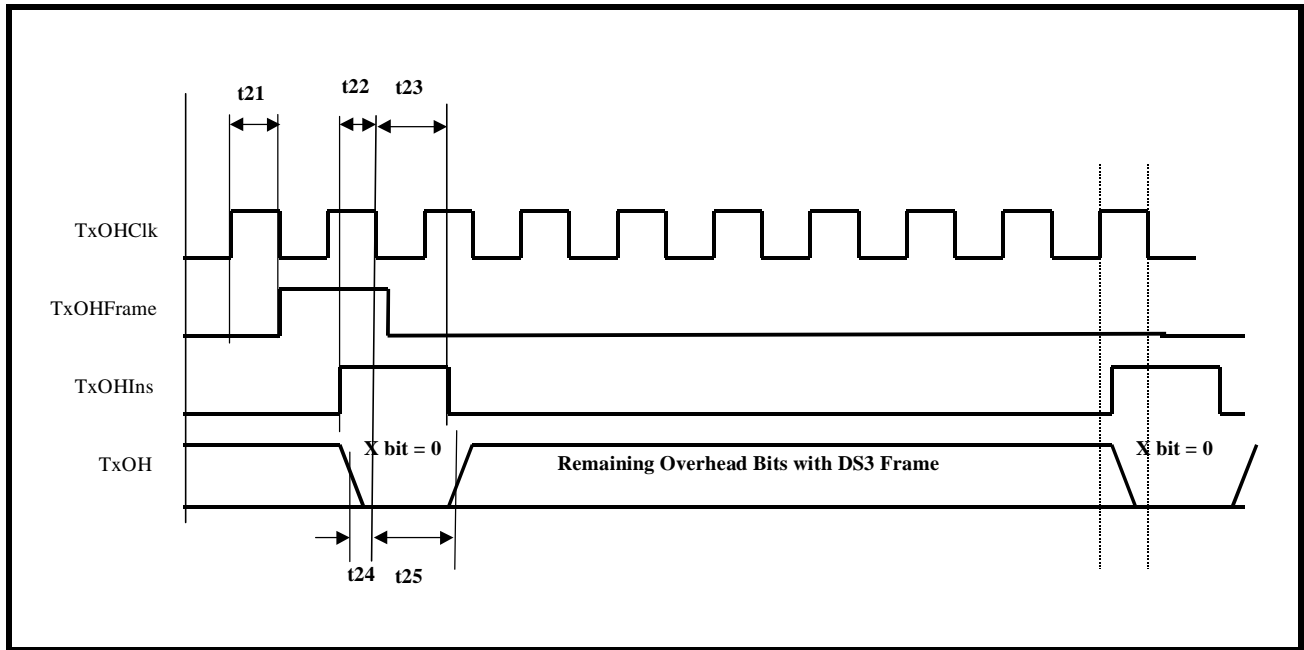 t21
t22
t23
TxOHClk
TxOHFrame
TxOHIns
TxOH
X bit = 0
Remaining Overhead Bits with DS3 Frame
X bit = 0
t24
t25